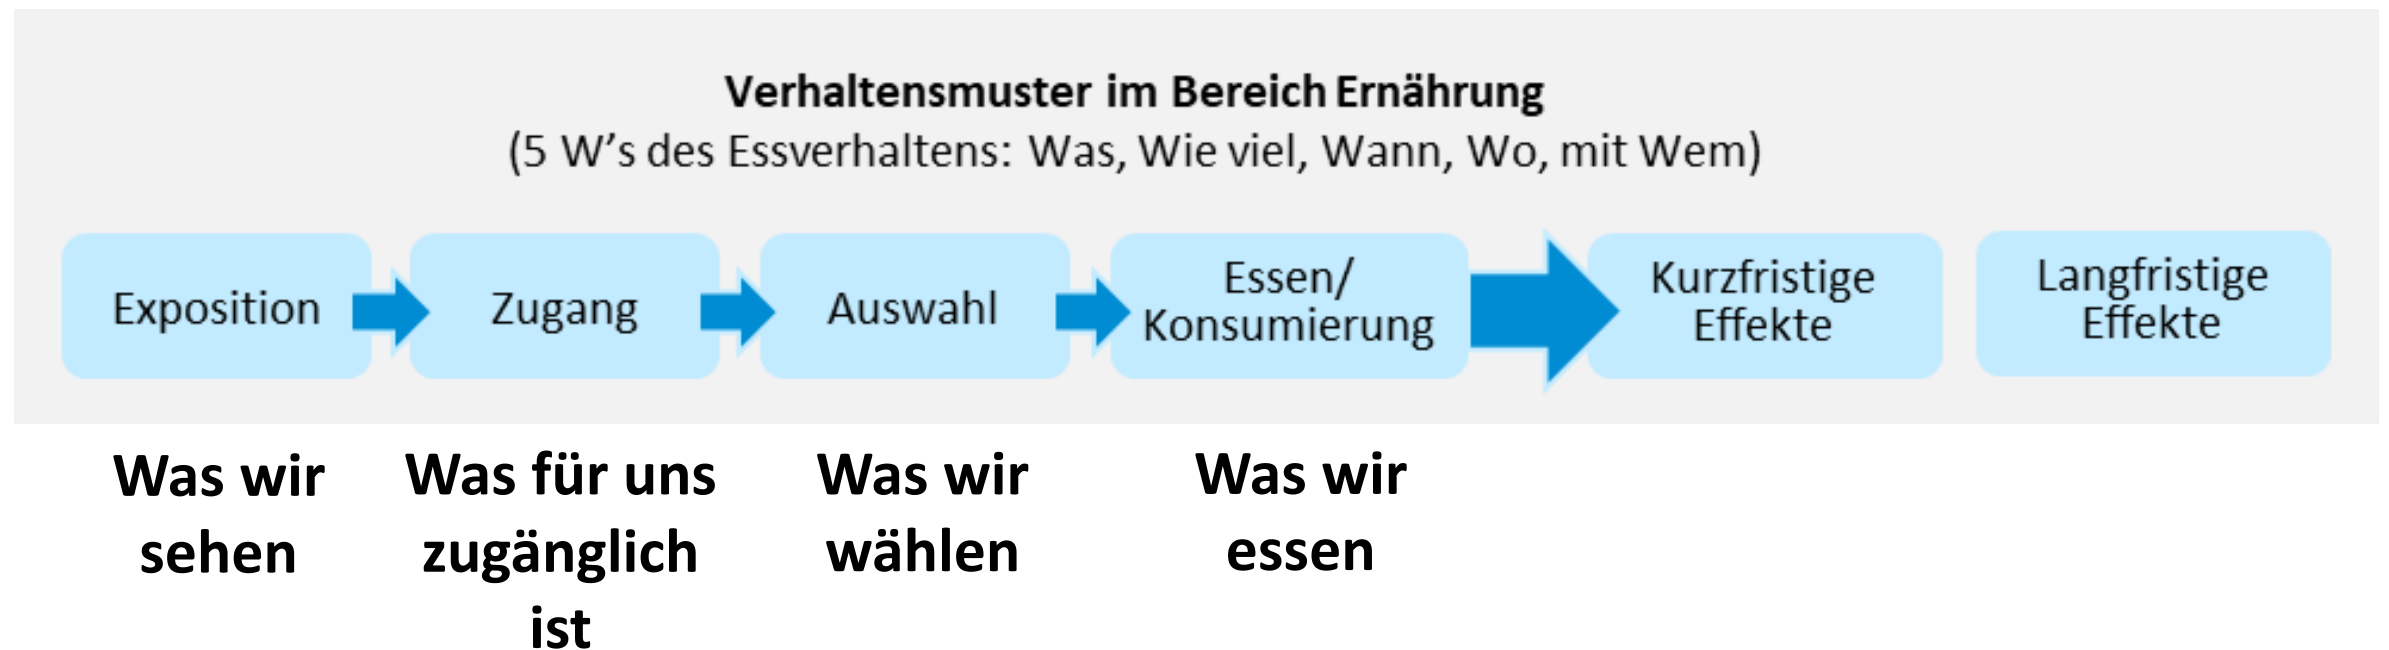 Verhaltensmuster im Bereich Ernährung
(5 W’s des Essverhaltens: Was, Wie viel, Wann, Wo, mit Wem)
Exposition
Zugang
Auswahl
Essen/
Konsumierung
Kurzfristige
Effekte
Langfristige
Effekte
Was wir
sehen
Was für uns
zugänglich
ist
Was wir
wählen
Was wir
essen